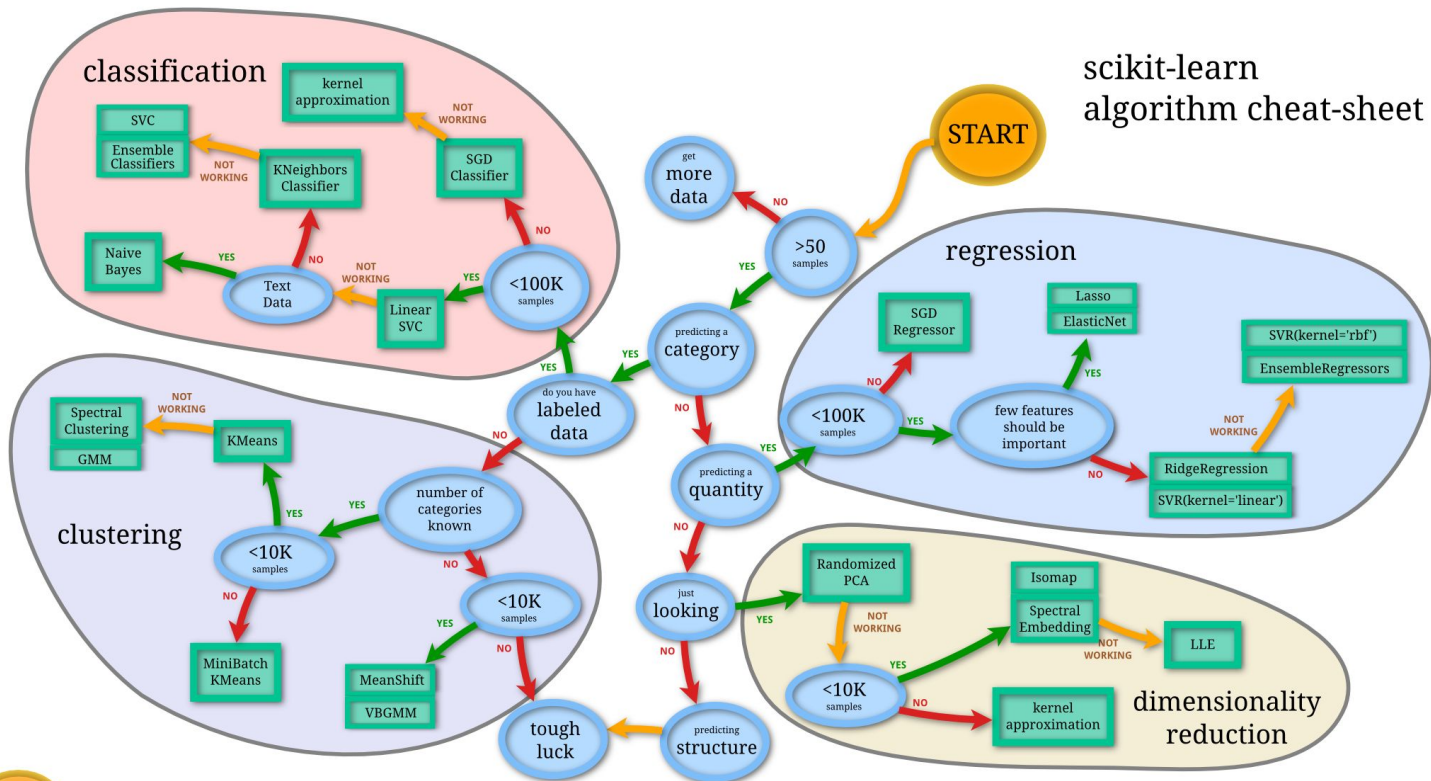 scikit-learn
algorithm cheat-sheet
START
classification
kernel
approximation
NOT
WORKING
SVC
Ensemble
Classifiers
NOT
WORKING
KNeighbors
Classifier
SGD
Classifier
NO
Naive
Bayes
YES
NO
Text
Data
NOT
WORKING
Linear
SVC
YES
<100K
samples
YES
get
more
data
NO
>50
samples
YES
predicting a
category
YES
NO
do you have
labeled
data
NO
predicting a
quantity
YES
NO
just
looking
YES
NO
predicting
structure
tough
luck
regression
SGD
Regressor
NO
<100K
samples
YES
Lasso
ElasticNet
YES
few features
should be
important
NO
SVR(kernel='rbf')
EnsembleRegressors
NOT
WORKING
RidgeRegression
SVR(kernel='linear')
clustering
Spectral
Clustering
GMM
NOT
WORKING
KMeans
YES
<10K
samples
NO
MiniBatch
KMeans
YES
number of
categories
known
NO
<10K
samples
YES
NO
MeanShift
VBGMM
Randomized
PCA
NOT
WORKING
<10K
samples
YES
NO
Isomap
Spectral
Embedding
NOT
WORKING
LLE
kernel
approximation
dimensionality
reduction